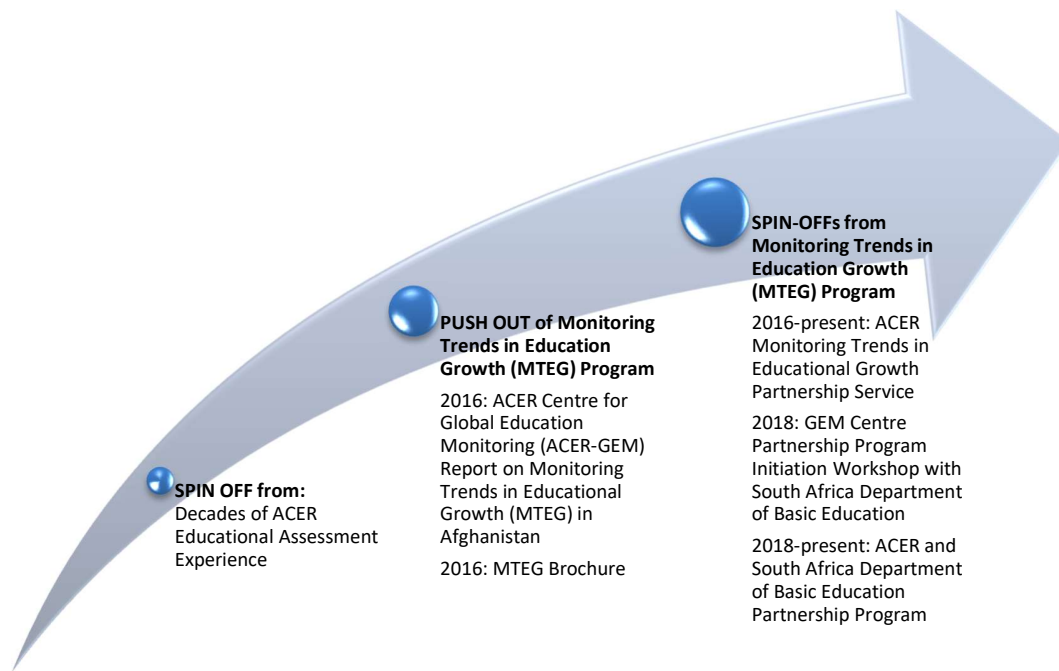 SPIN OFF from:
Decades of ACER
Educational Assessment
Experience
PUSH OUT of Monitoring
Trends in Education
Growth (MTEG) Program
2016: ACER Centre for
Global Education
Monitoring (ACER-GEM)
Report on Monitoring
Trends in Educational
Growth (MTEG) in
Afghanistan
2016: MTEG Brochure
SPIN-OFFs from
Monitoring Trends in
Education Growth
(MTEG) Program
2016-present: ACER
Monitoring Trends in
Educational Growth
Partnership Service
2018: GEM Centre
Partnership Program
Initiation Workshop with
South Africa Department
of Basic Education
2018-present: ACER and
South Africa Department
of Basic Education
Partnership Program